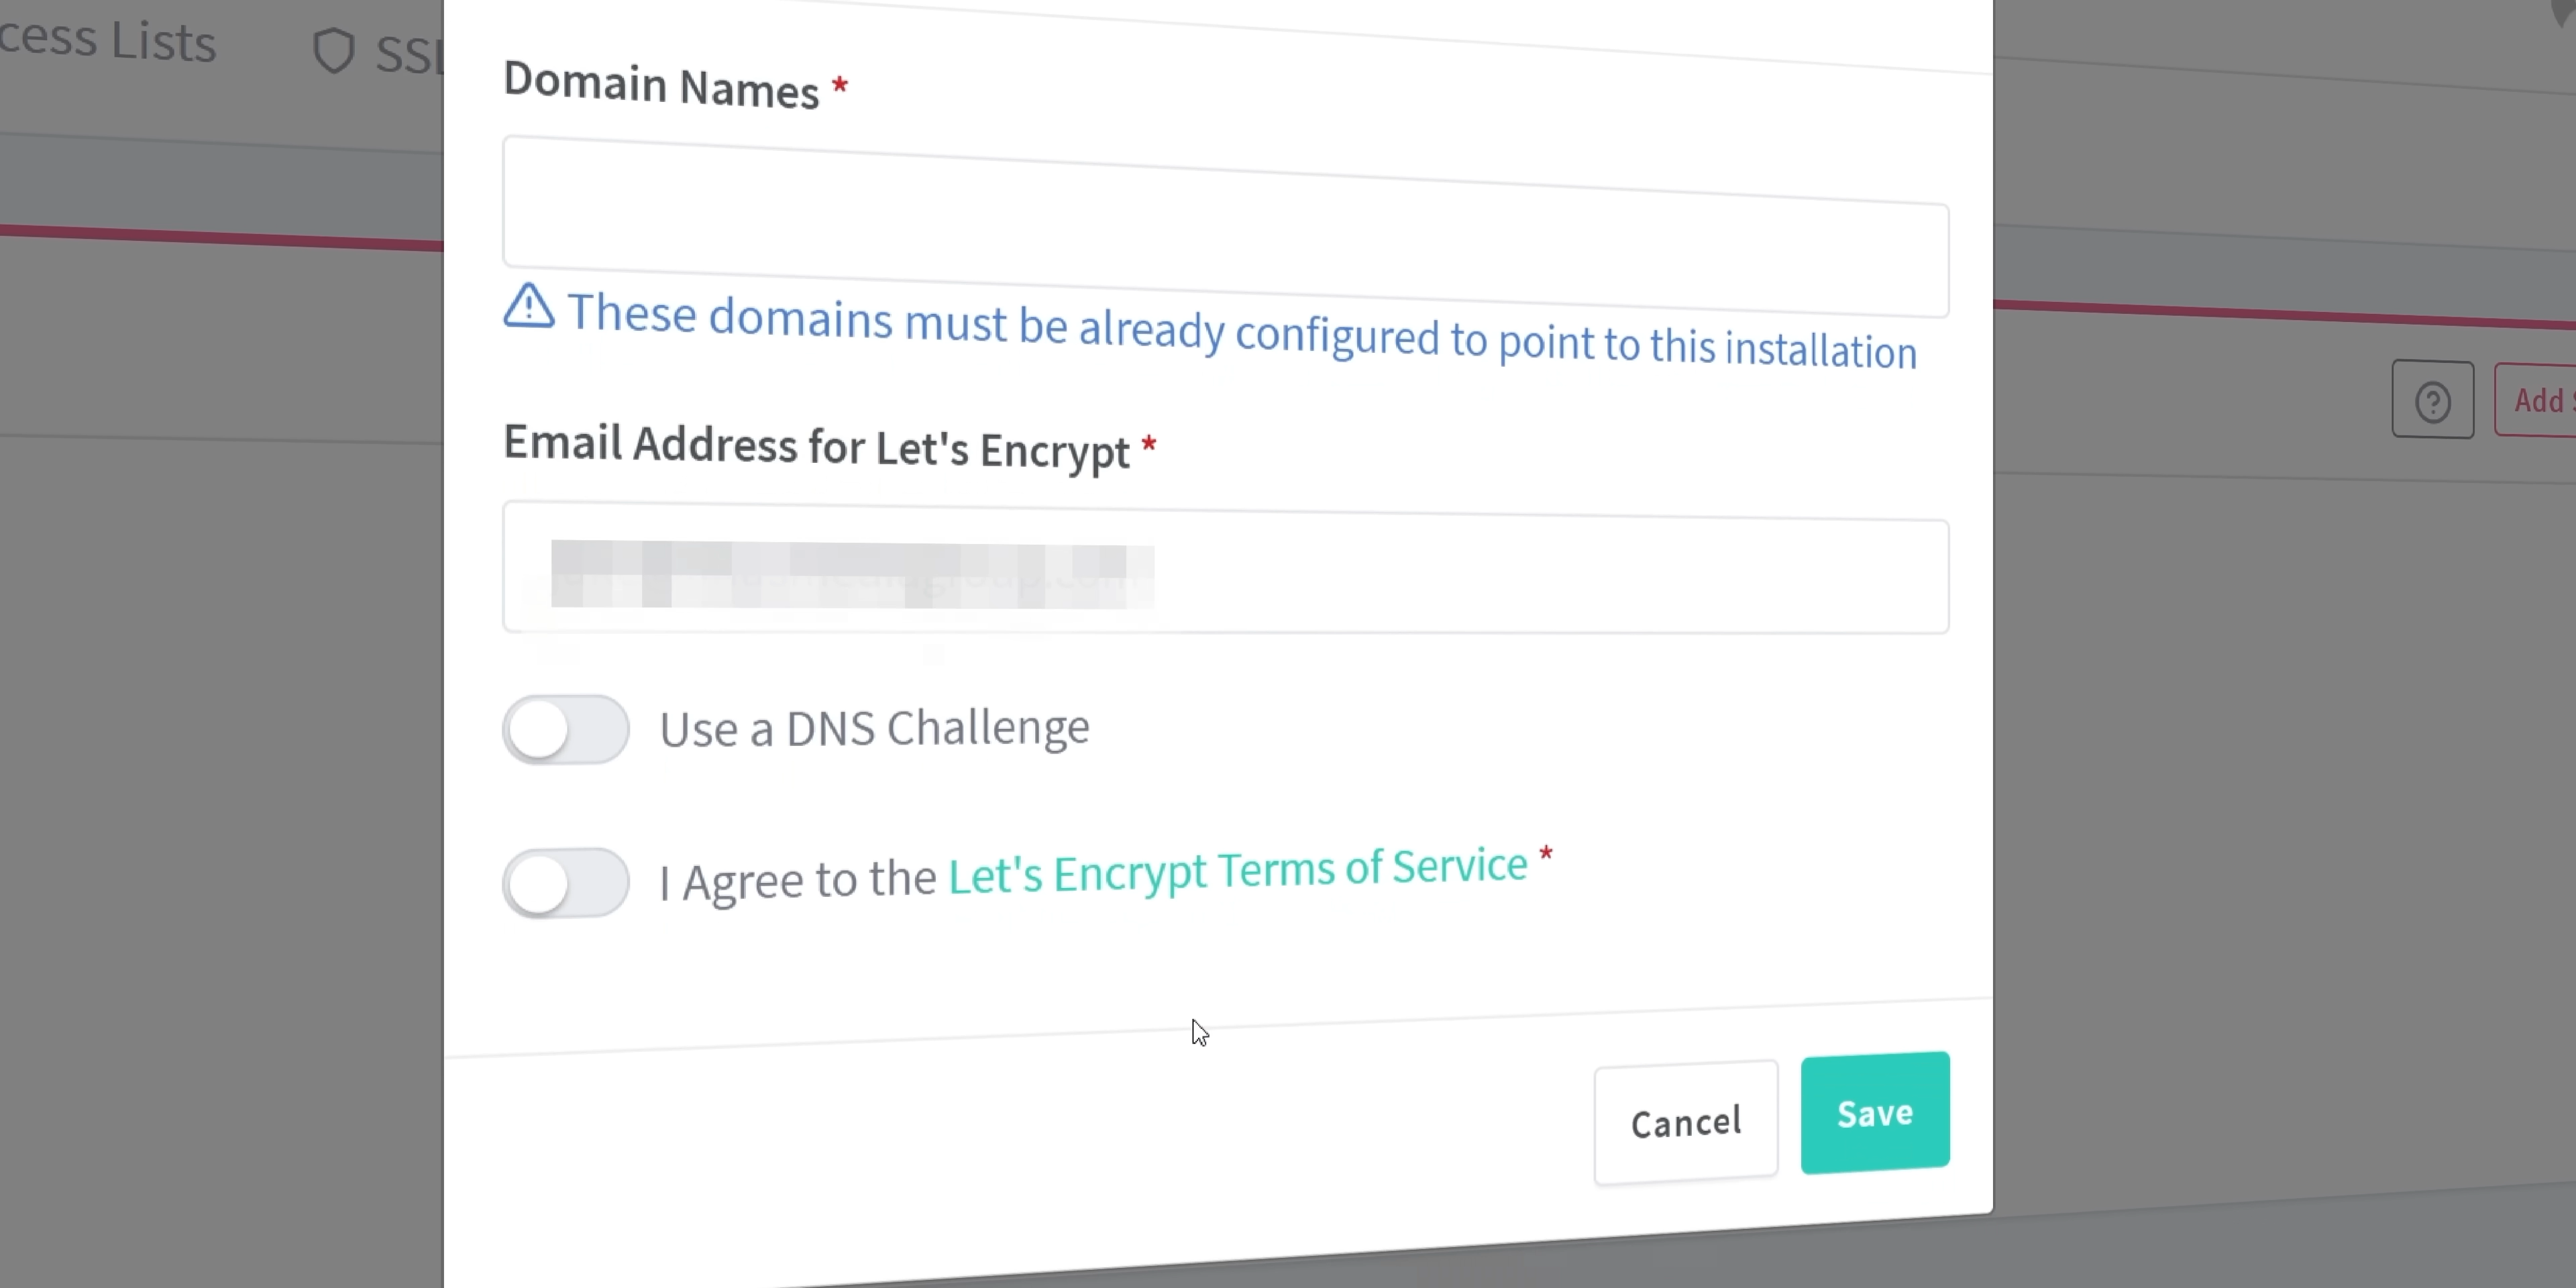 cess Lists
SSL
Domain Names *
These domains must be already configured to point to this installation
Email Address for Let's Encrypt *
Use a DNS Challenge
I Agree to the Let's Encrypt Terms of Service *
Add
Cancel
Save